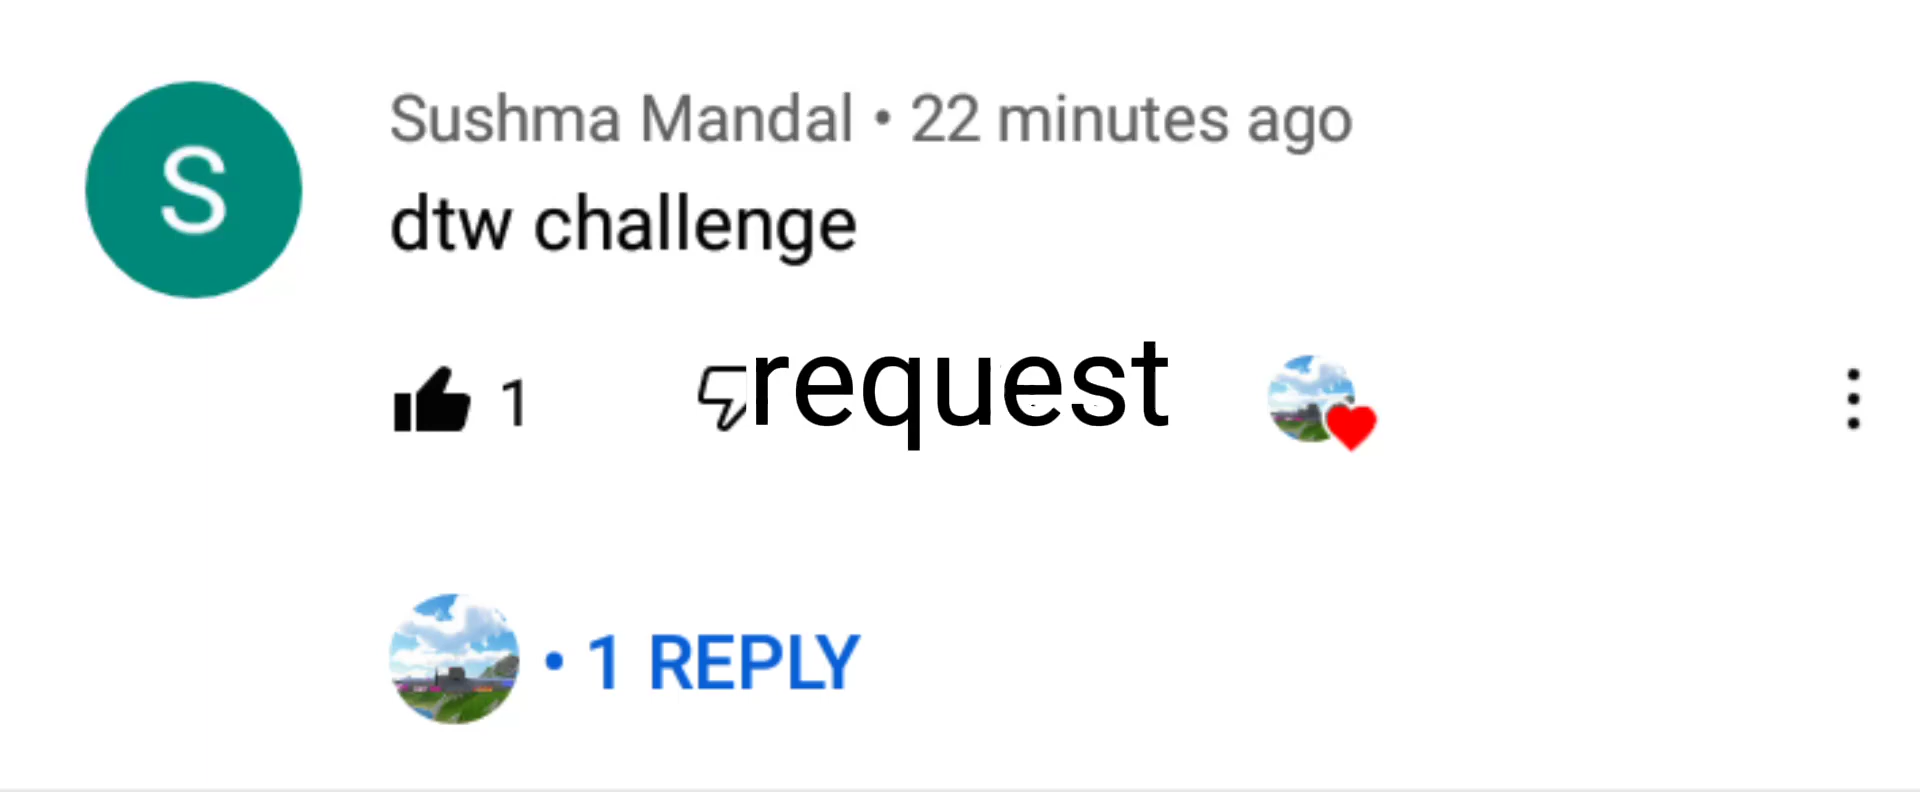 S
Sushma Mandal • 22 minutes ago
dtw challenge
1
request
• 1 REPLY